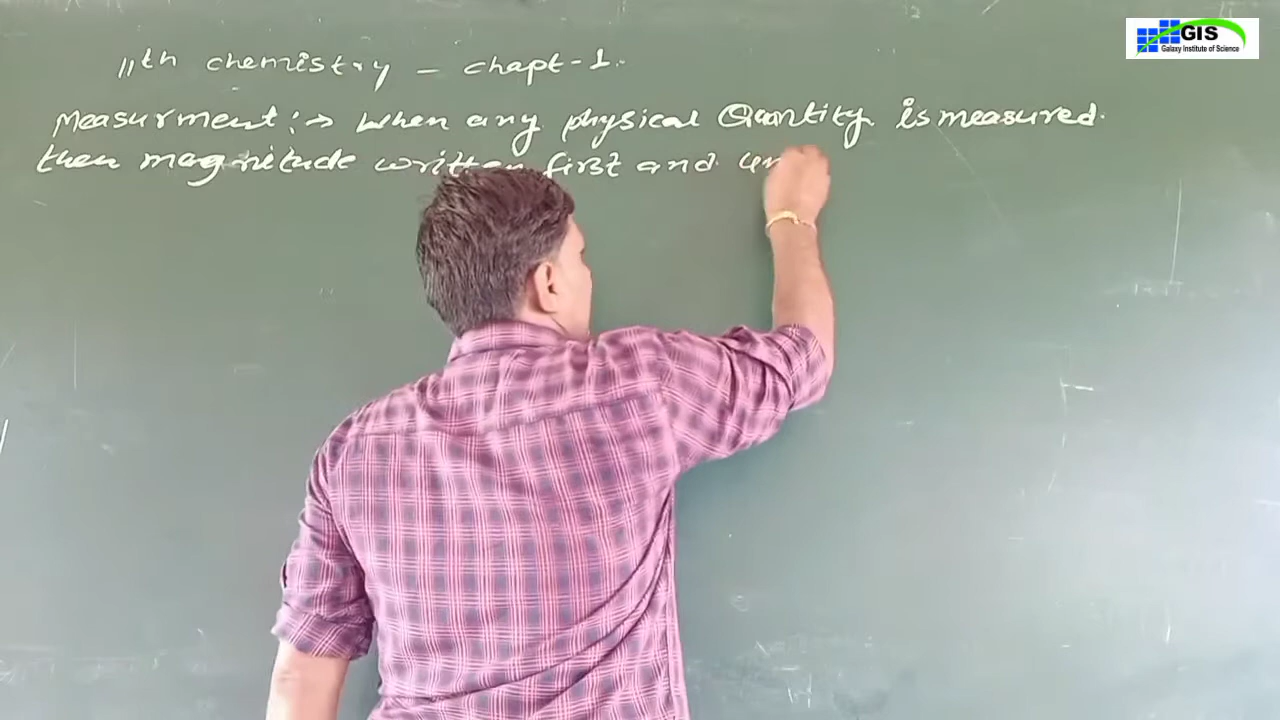 GIS
Galaxy Institute of Science
11th chemistry - chapt-1.
Measurment :→ When any physical Quantity is measured.
then magnitude written first and un